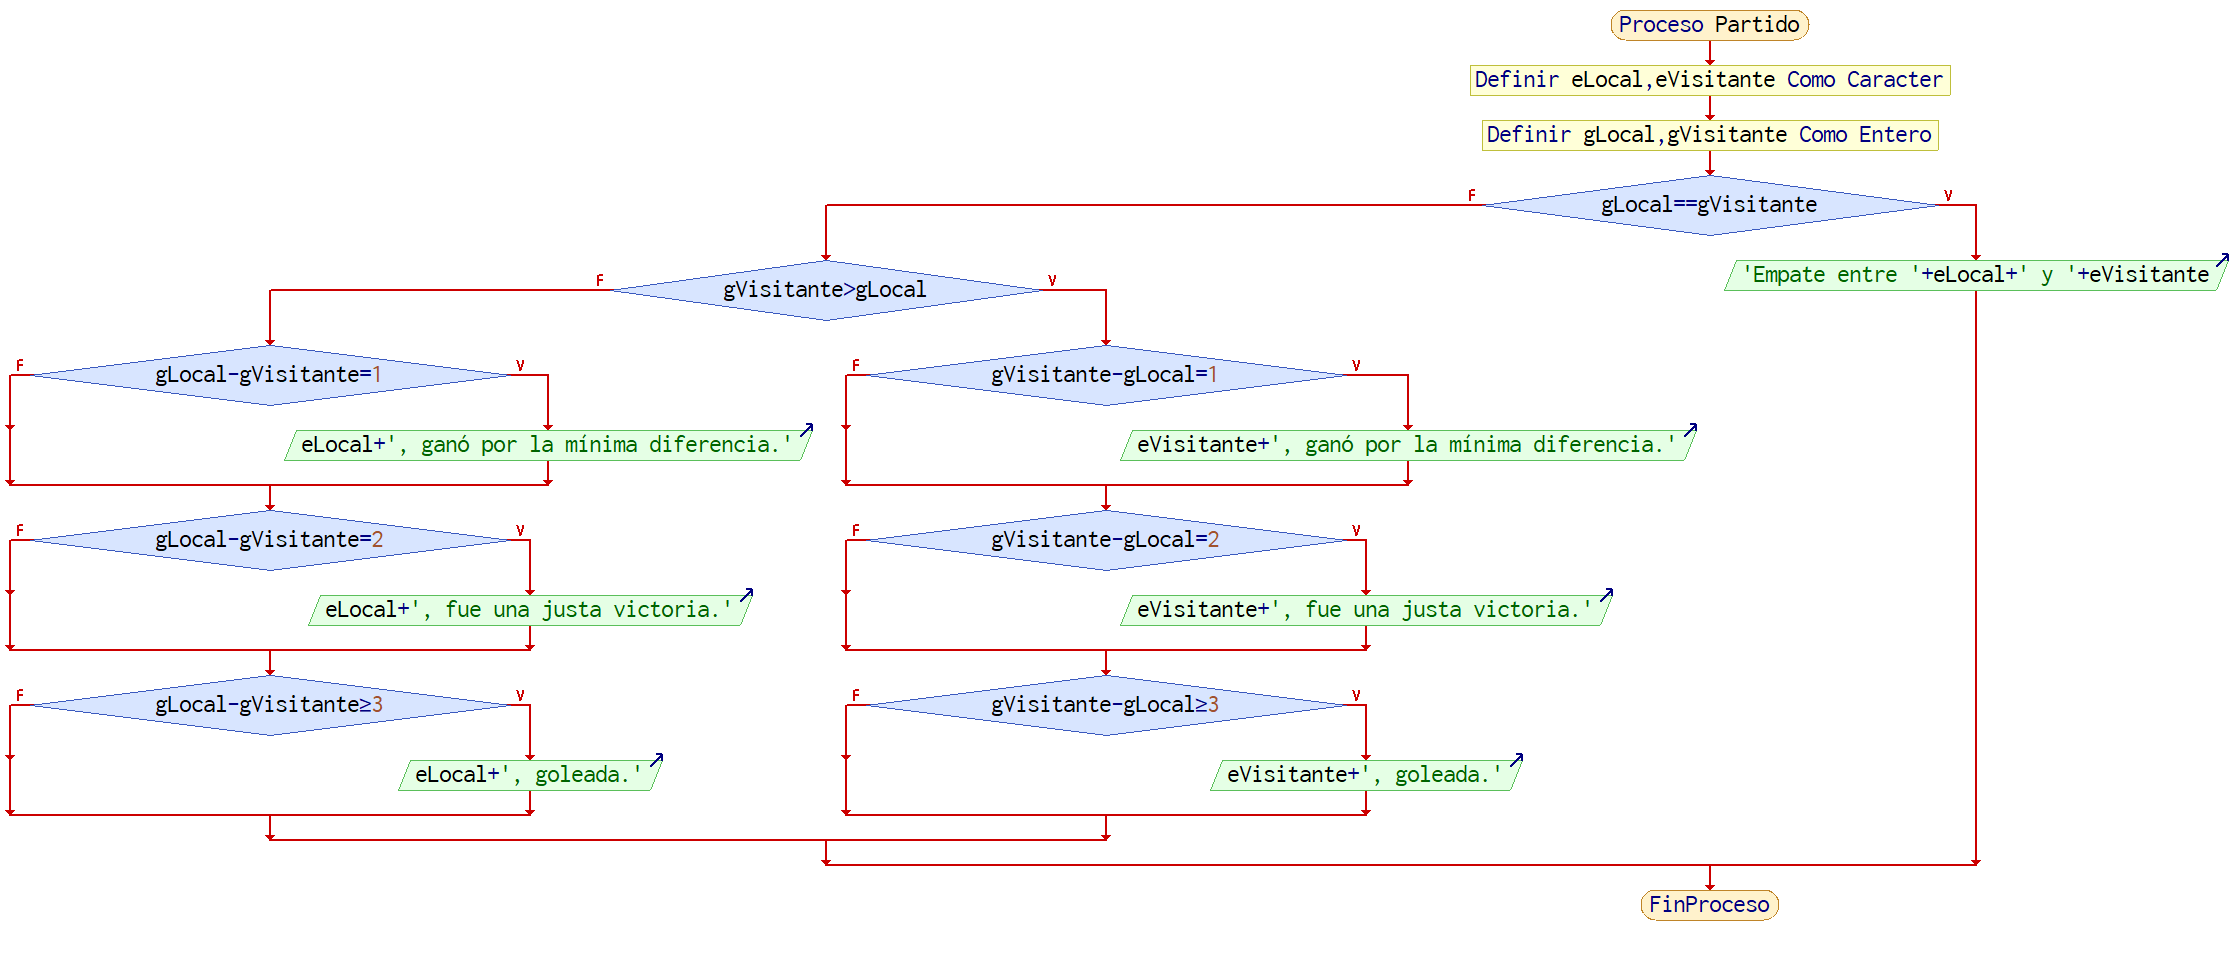 Proceso Partido
Definir eLocal,eVisitante Como Caracter
Definir gLocal,gVisitante Como Entero
F
gLocal==gVisitante
V
'Empate entre '+eLocal+' y '+eVisitante
F
gVisitante>gLocal
V
F
gLocal-gVisitante=1
V
F
gVisitante-gLocal=1
V
eLocal+', ganó por la mínima diferencia.'
eVisitante+', ganó por la mínima diferencia.'
F
gLocal-gVisitante=2
V
F
gVisitante-gLocal=2
V
eLocal+', fue una justa victoria.'
eVisitante+', fue una justa victoria.'
F
gLocal-gVisitante≥3
V
F
gVisitante-gLocal≥3
V
eLocal+', goleada.'
eVisitante+', goleada.'
FinProceso